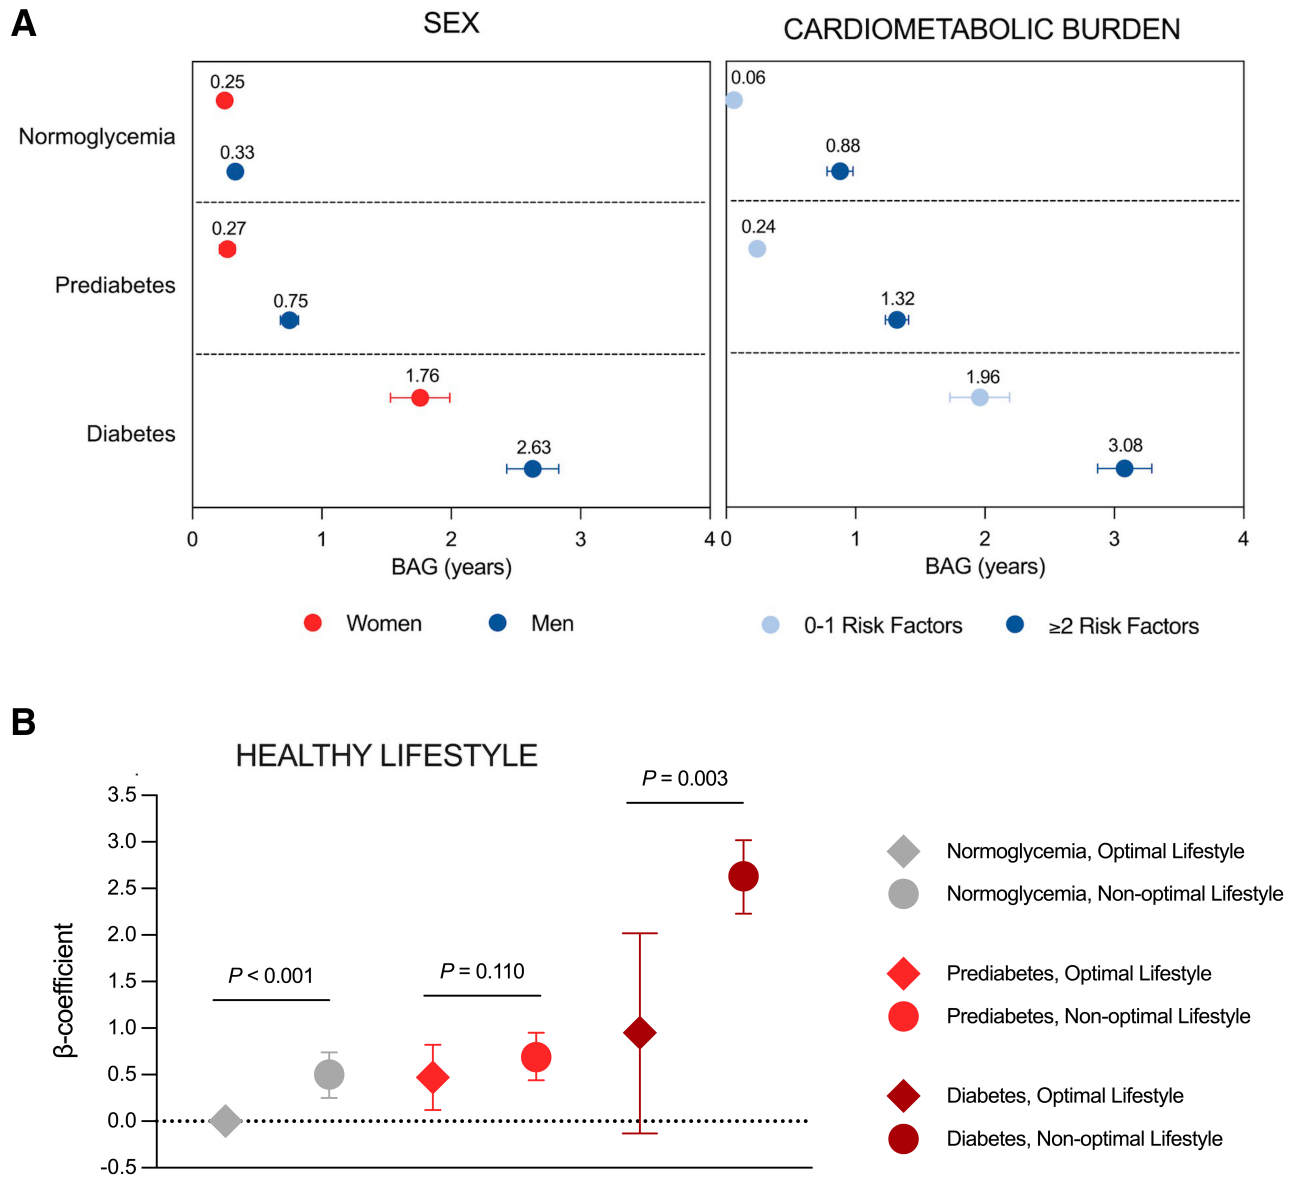 A
SEX
CARDIOMETABOLIC BURDEN
Normoglycemia
0.25
0.33
0.06
0.88
Prediabetes
0.27
0.75
0.24
1.32
Diabetes
1.76
2.63
1.96
3.08
0 1 2 3 4
0 1 2 3 4
BAG (years)
BAG (years)
Women
Men
0-1 Risk Factors
≥2 Risk Factors
B
HEALTHY LIFESTYLE
P < 0.001
P = 0.110
P = 0.003
3.5
3.0
2.5
2.0
1.5
1.0
0.5
0.0
-0.5
β-coefficient
Normoglycemia, Optimal Lifestyle
Normoglycemia, Non-optimal Lifestyle
Prediabetes, Optimal Lifestyle
Prediabetes, Non-optimal Lifestyle
Diabetes, Optimal Lifestyle
Diabetes, Non-optimal Lifestyle